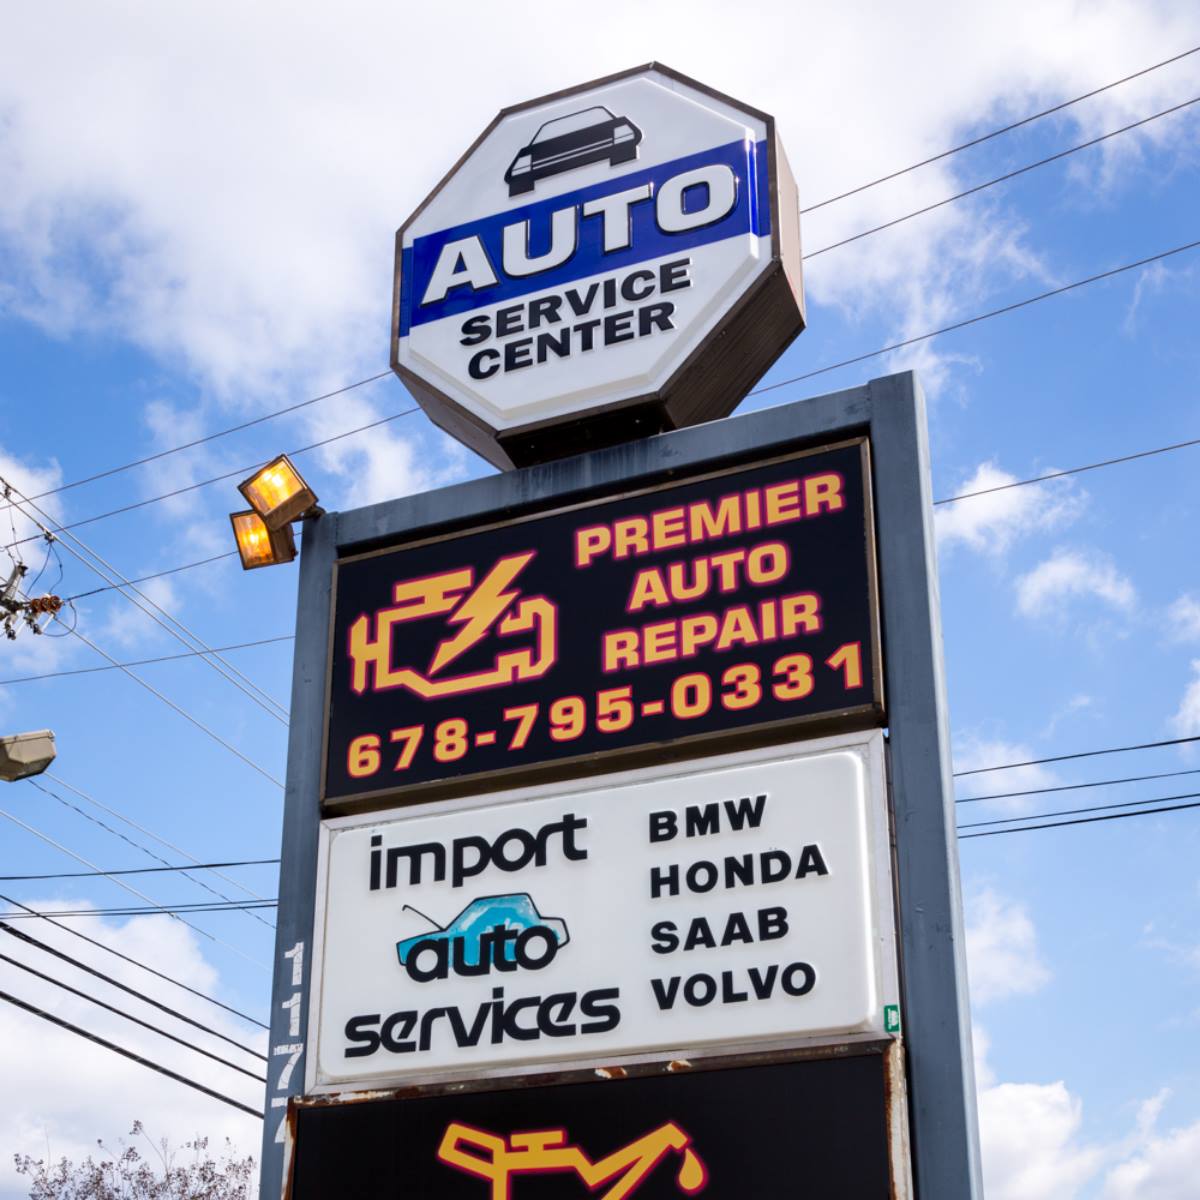 AUTO
SERVICE
CENTER
PREMIER
AUTO
REPAIR
678-795-0331
import
auto
services
BMW
HONDA
SAAB
VOLVO